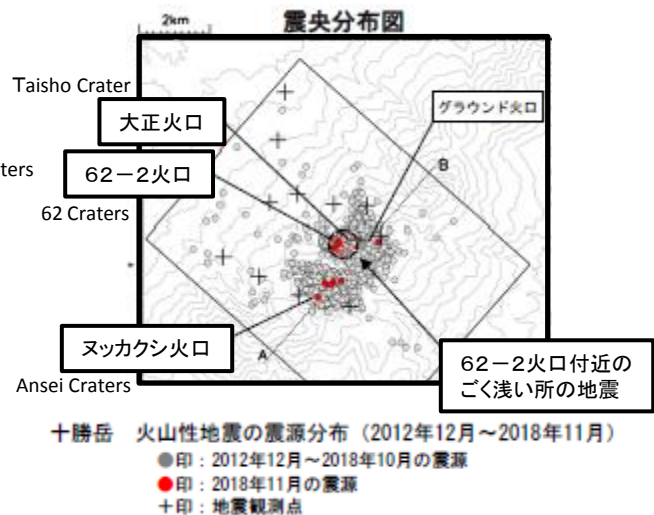 2km
震央分布図
Taisho Crater
大正火口
グラウンド火口
ters
62－2火口
B
62 Craters
ヌッカクシ火口
A
Ansei Craters
62－2火口付近の
ごく浅い所の地震
十勝岳 火山性地震の震源分布（2012年12月～2018年11月）
●印：2012年12月～2018年10月の震源
●印：2018年11月の震源
＋印：地震観測点